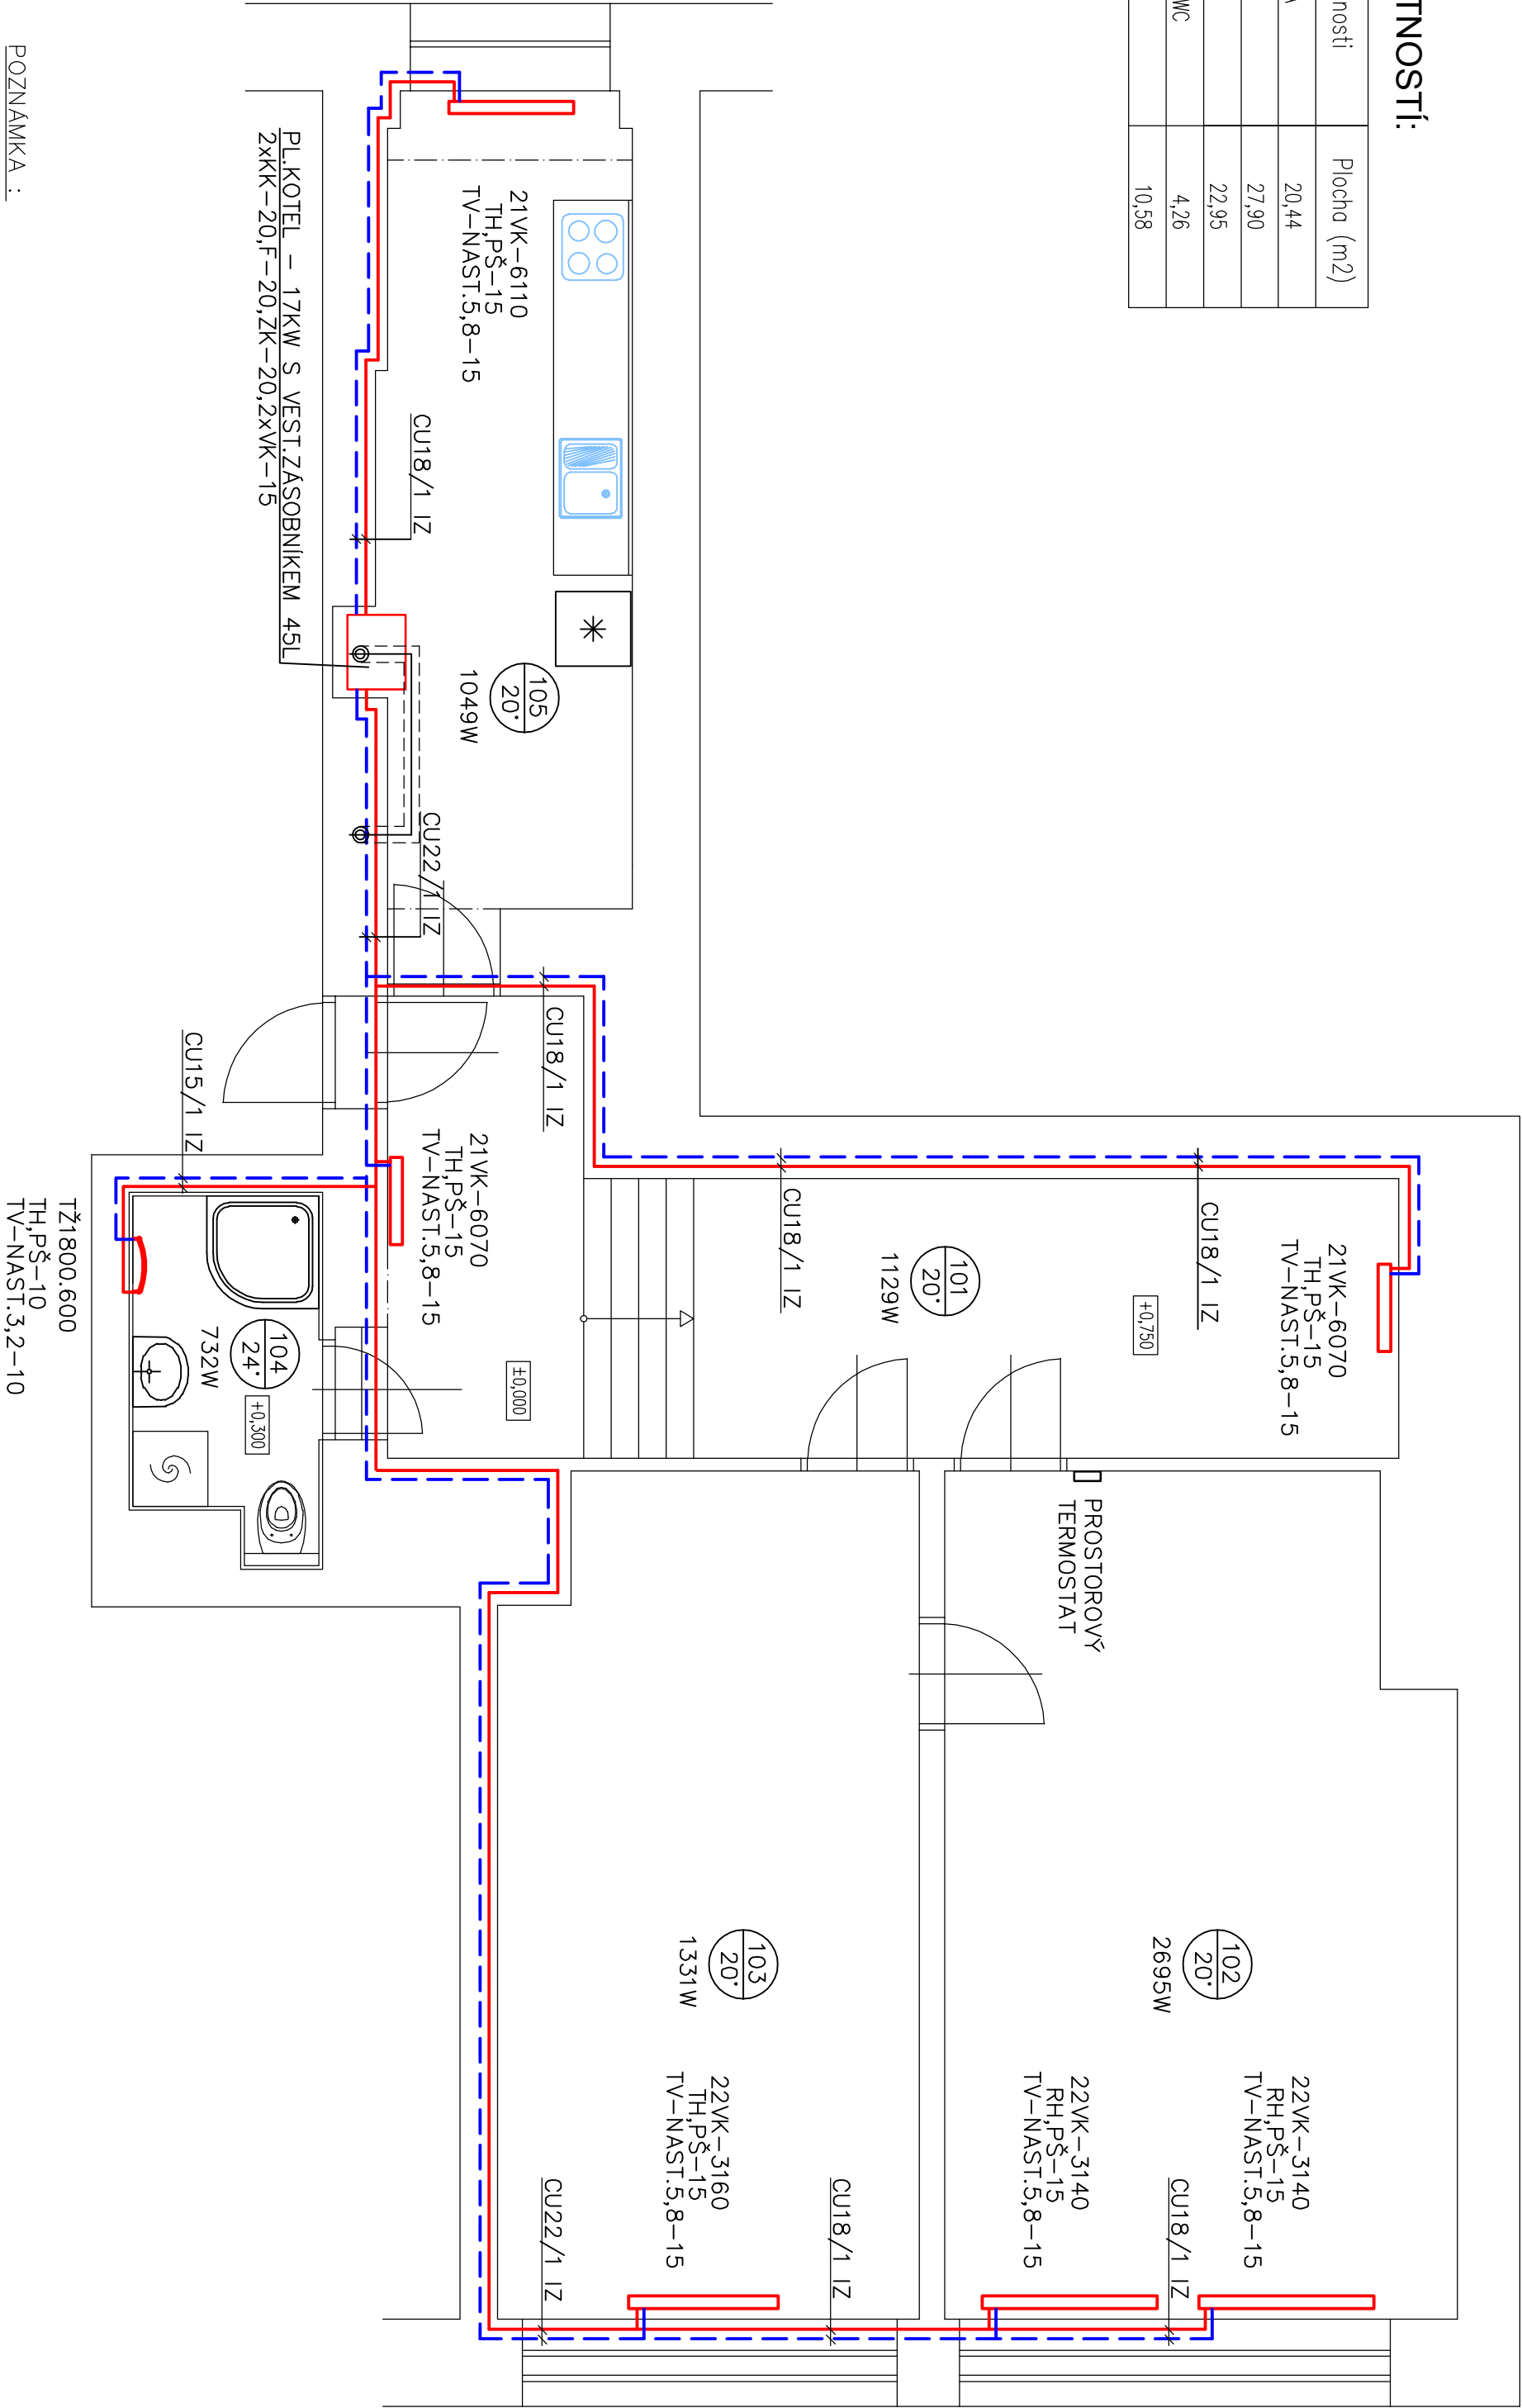 TNOSTÍ:
nosti Plocha (m2)
20,44
27,90
22,95
WC 4,26
10,58
21VK-6070
TH,PŠ-15
TV-NAST.5,8-15
22VK-3140
RH,PŠ-15
TV-NAST.5,8-15
CU18/1 IZ
102
20°
2695W
CU18/1 IZ
+0,750
PROSTOROVÝ
TERMOSTAT
22VK-3140
RH,PŠ-15
TV-NAST.5,8-15
101
20°
1129W
CU18/1 IZ
CU18/1 IZ
103
20°
1331W
22VK-3160
TH,PŠ-15
TV-NAST.5,8-15
CU18/1 IZ
CU22/1 IZ
105
20°
1049W
21VK-6110
TH,PŠ-15
TV-NAST.5,8-15
±0,000
21VK-6070
TH,PŠ-15
TV-NAST.5,8-15
CU18/1 IZ
CU22/1 IZ
PL.KOTEL - 17KW S VEST.ZÁSOBNÍKEM 45L
2xKK-20,F-20,ZK-20,2xVK-15
104
24°
732W
+0,300
CU15/1 IZ
TŽ1800.600
TH,PŠ-10
TV-NAST.3,2-10
POZNÁMKA :